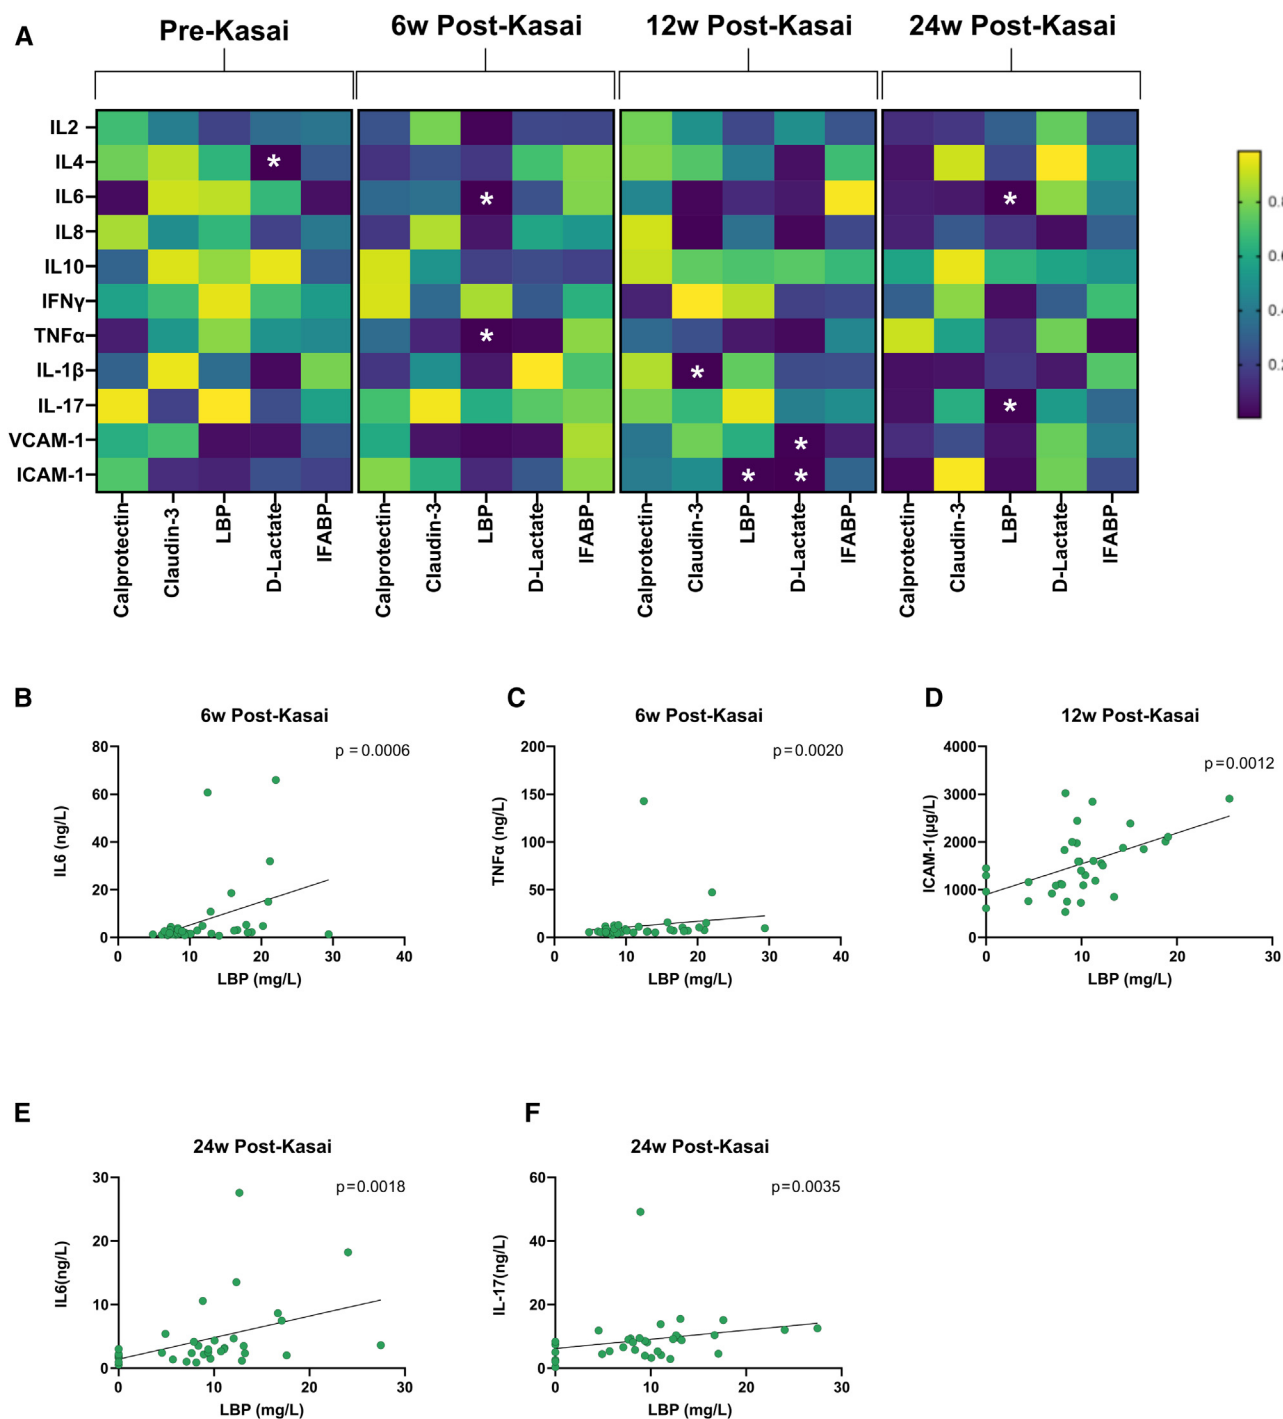 A
Pre-Kasai
6w Post-Kasai
12w Post-Kasai
24w Post-Kasai
IL2
IL4
*
IL6
*
*
IL8
IL10
IFNγ
TNFα
*
IL-1β
*
IL-17
*
VCAM-1
*
ICAM-1
*
*
0.6
0.4
Calprotectin
Claudin-3
LBP
D-Lactate
IFABP
Calprotectin
Claudin-3
LBP
D-Lactate
IFABP
Calprotectin
Claudin-3
LBP
D-Lactate
IFABP
Calprotectin
Claudin-3
LBP
D-Lactate
IFABP
B
6w Post-Kasai
p = 0.0006
IL6 (ng/L)
80
60
40
20
0
0 10 20 30 40
LBP (mg/L)
C
6w Post-Kasai
p=0.0020
TNFα (ng/L)
200
150
100
50
0
0 10 20 30 40
LBP (mg/L)
D
12w Post-Kasai
p=0.0012
ICAM-1(µg/L)
4000
3000
2000
1000
0
0 10 20 30
LBP (mg/L)
E
24w Post-Kasai
p=0.0018
IL6(ng/L)
30
20
10
0
0 10 20 30
LBP (mg/L)
F
24w Post-Kasai
p=0.0035
IL-17(ng/L)
60
40
20
0
0 10 20 30
LBP (mg/L)